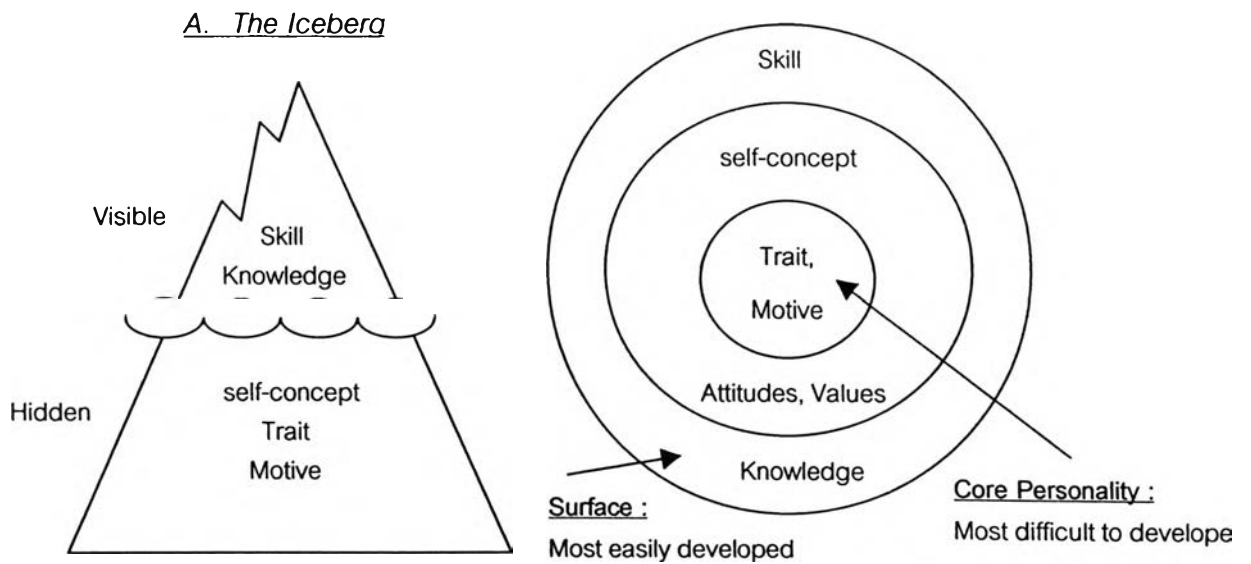 A. The Iceberg
Visible
Skill
Knowledge
Hidden
self-concept
Trait
Motive
Skill
self-concept
Trait,
Motive
Attitudes, Values
Knowledge
Surface :
Most easily developed
Core Personality :
Most difficult to develope